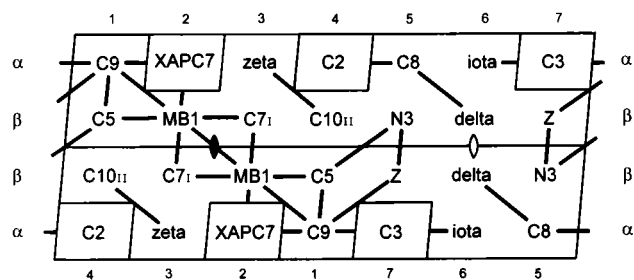 1 2 3 4 5 6 7
α C9 XAPC7 zeta C2 C8 iota C3 α
β C5 MB1 C7I C10II N3 delta Z β
β C10II C7I MB1 C5 Z delta N3 β
α C2 zeta XAPC7 C9 C3 iota C8 α
4 3 2 1 7 6 5